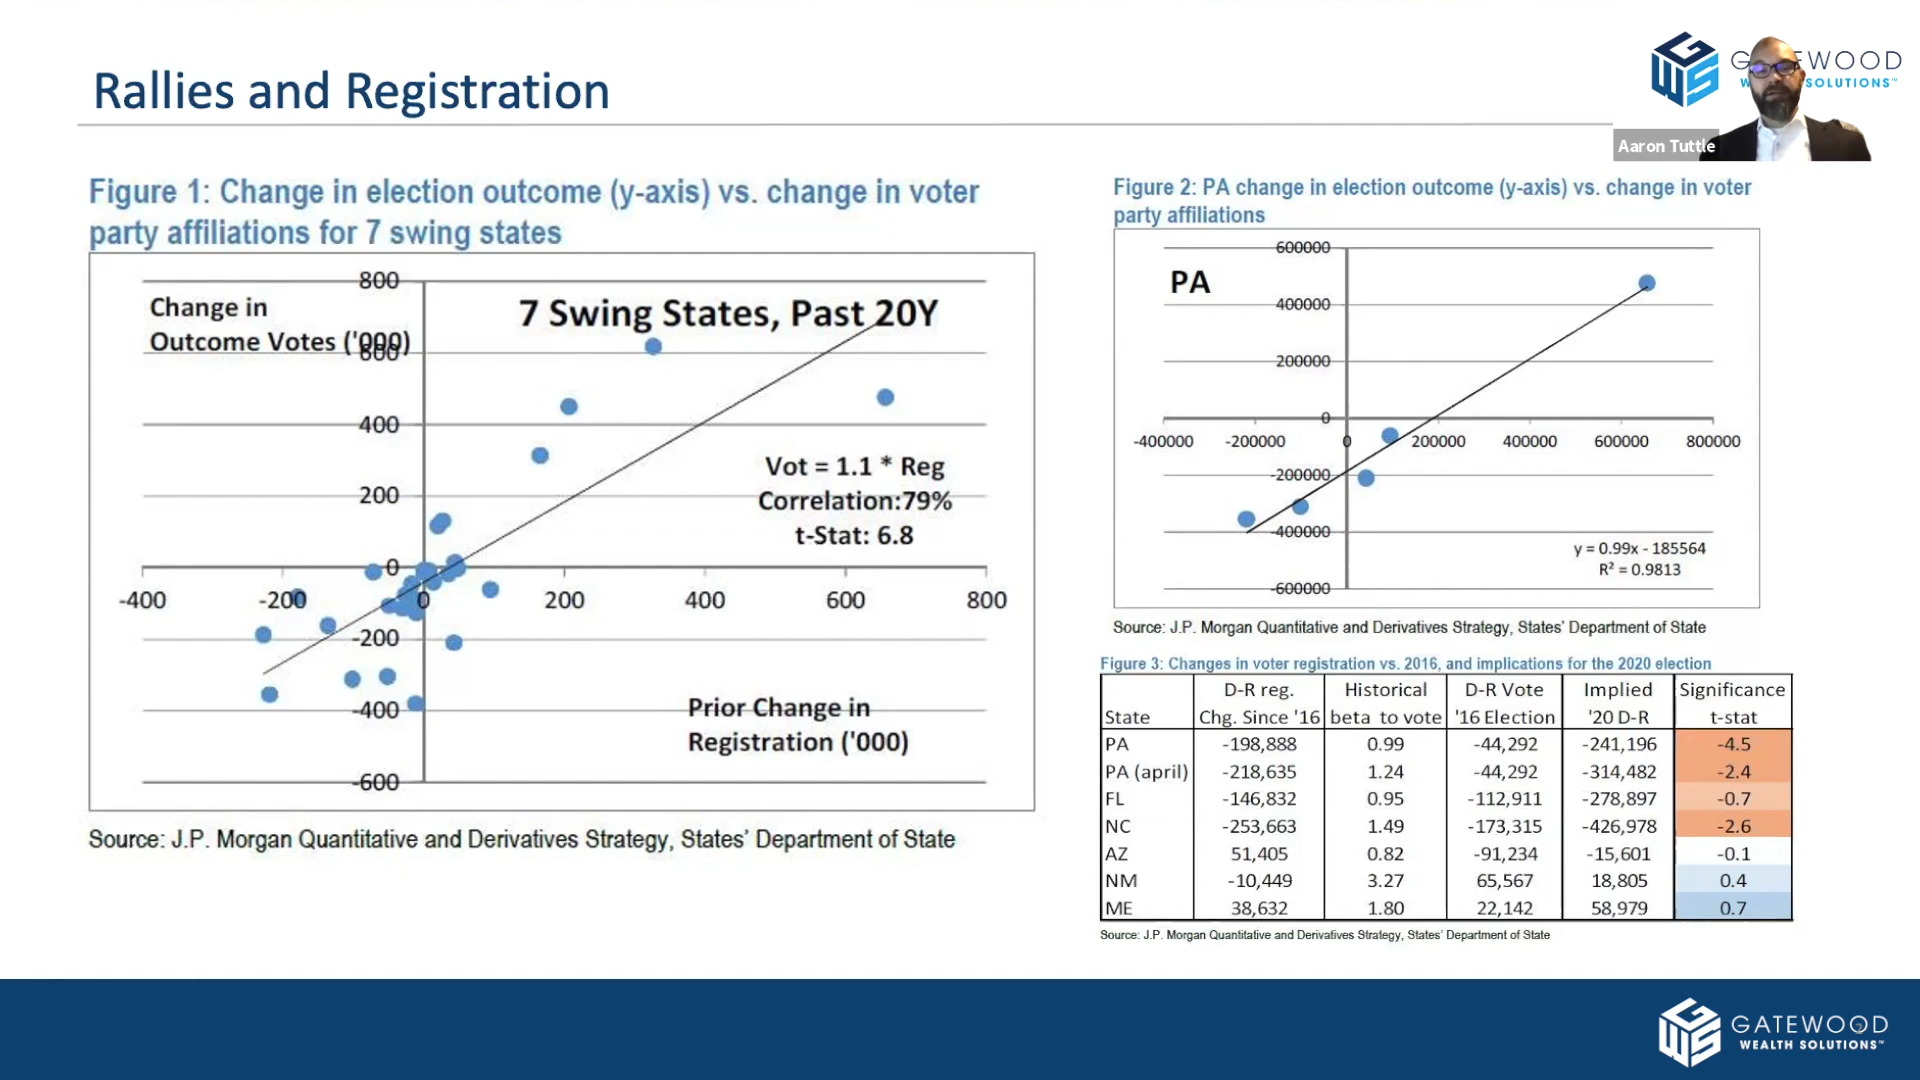 Rallies and Registration
GWS
G
EWOOD
W
SOLUTIONS™
Aaron Tuttle
Figure 1: Change in election outcome (y-axis) vs. change in voter
party affiliations for 7 swing states
Change in
Outcome Votes ('000)
7 Swing States, Past 20Y
800
600
400
200
0
-200
-400
-600
-400
-200
0
200
400
600
800
Vot = 1.1 * Reg
Correlation:79%
t-Stat: 6.8
Prior Change in
Registration ('000)
Source: J.P. Morgan Quantitative and Derivatives Strategy, States' Department of State
Figure 2: PA change in election outcome (y-axis) vs. change in voter
party affiliations
PA
600000
400000
200000
0
-200000
-400000
-600000
-400000
-200000
0
200000
400000
600000
800000
y = 0.99x - 185564
R² = 0.9813
Source: J.P. Morgan Quantitative and Derivatives Strategy, States' Department of State
Figure 3: Changes in voter registration vs. 2016, and implications for the 2020 election
D-R reg. Historical D-R Vote Implied Significance
State Chg. Since '16 beta to vote '16 Election '20 D-R t-stat
PA -198,888 0.99 -44,292 -241,196 -4.5
PA (april) -218,635 1.24 -44,292 -314,482 -2.4
FL -146,832 0.95 -112,911 -278,897 -0.7
NC -253,663 1.49 -173,315 -426,978 -2.6
AZ 51,405 0.82 -91,234 -15,601 -0.1
NM -10,449 3.27 65,567 18,805 0.4
ME 38,632 1.80 22,142 58,979 0.7
Source: J.P. Morgan Quantitative and Derivatives Strategy, States' Department of State
GWS
GATEWOOD
WEALTH SOLUTIONS™